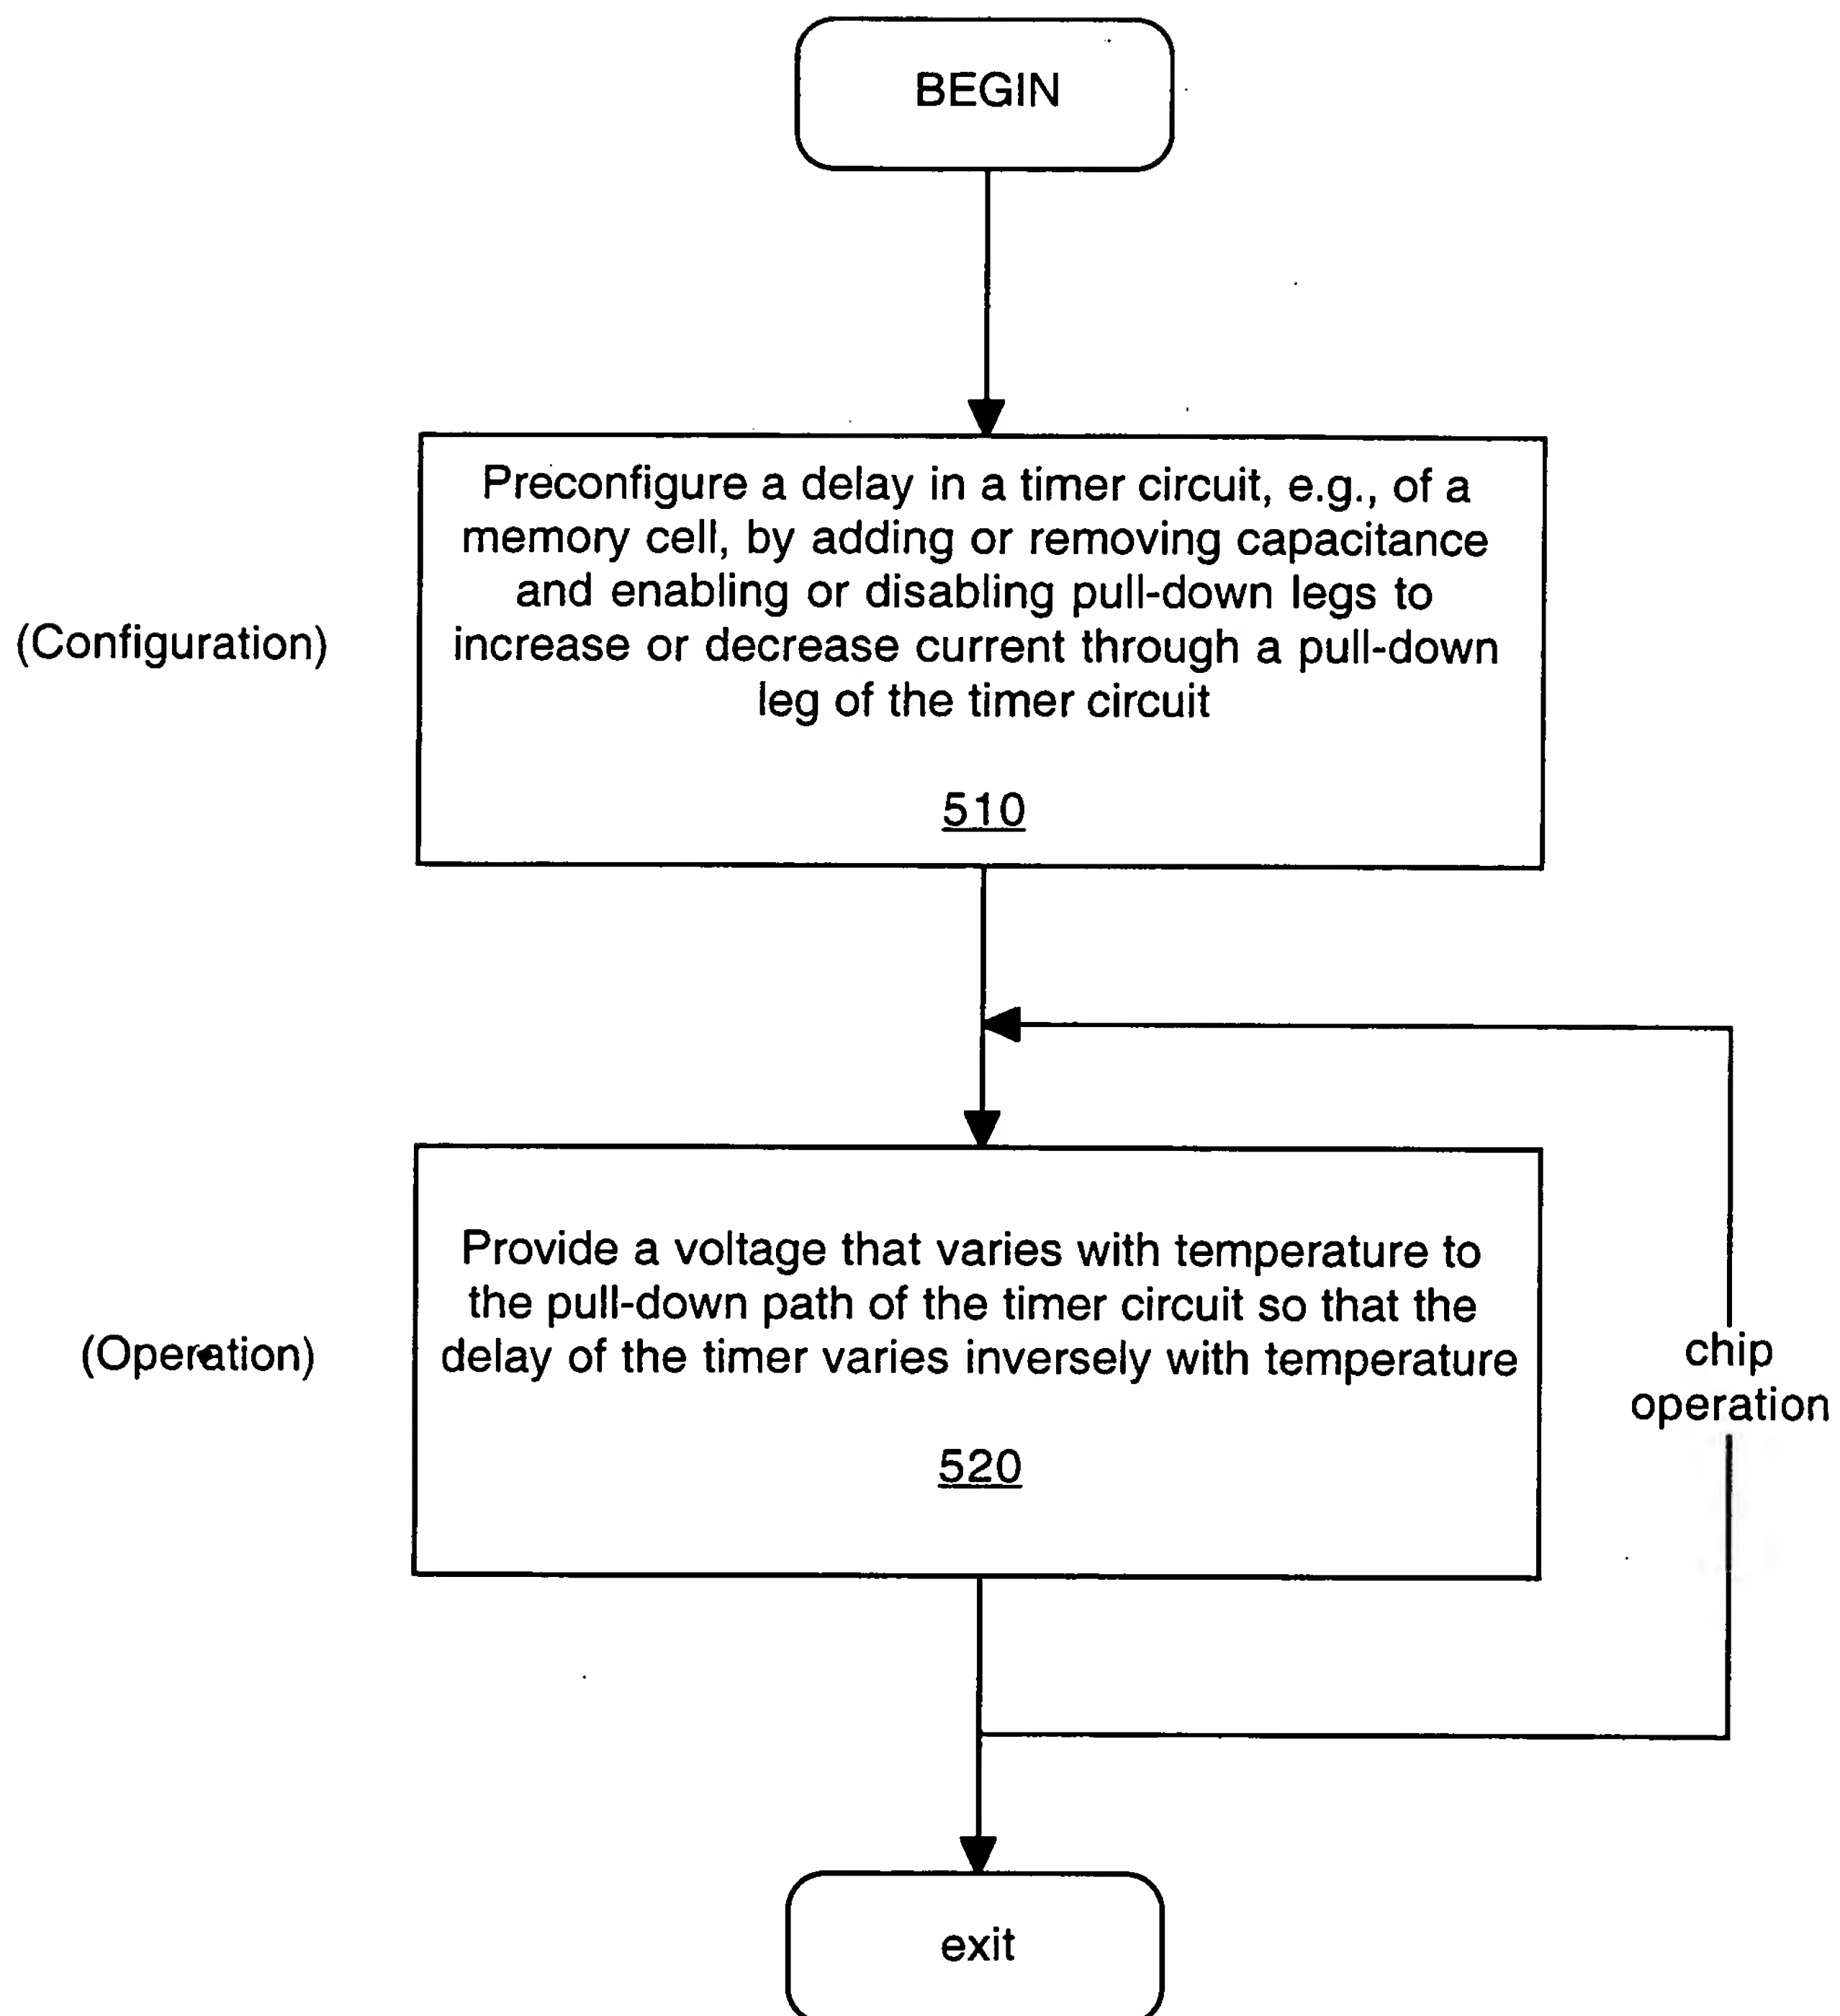 BEGIN
Preconfigure a delay in a timer circuit, e.g., of a
memory cell, by adding or removing capacitance
and enabling or disabling pull-down legs to
increase or decrease current through a pull-down
leg of the timer circuit
510
(Configuration)
Provide a voltage that varies with temperature to
the pull-down path of the timer circuit so that the
delay of the timer varies inversely with temperature
520
(Operation)
chip
operation
exit